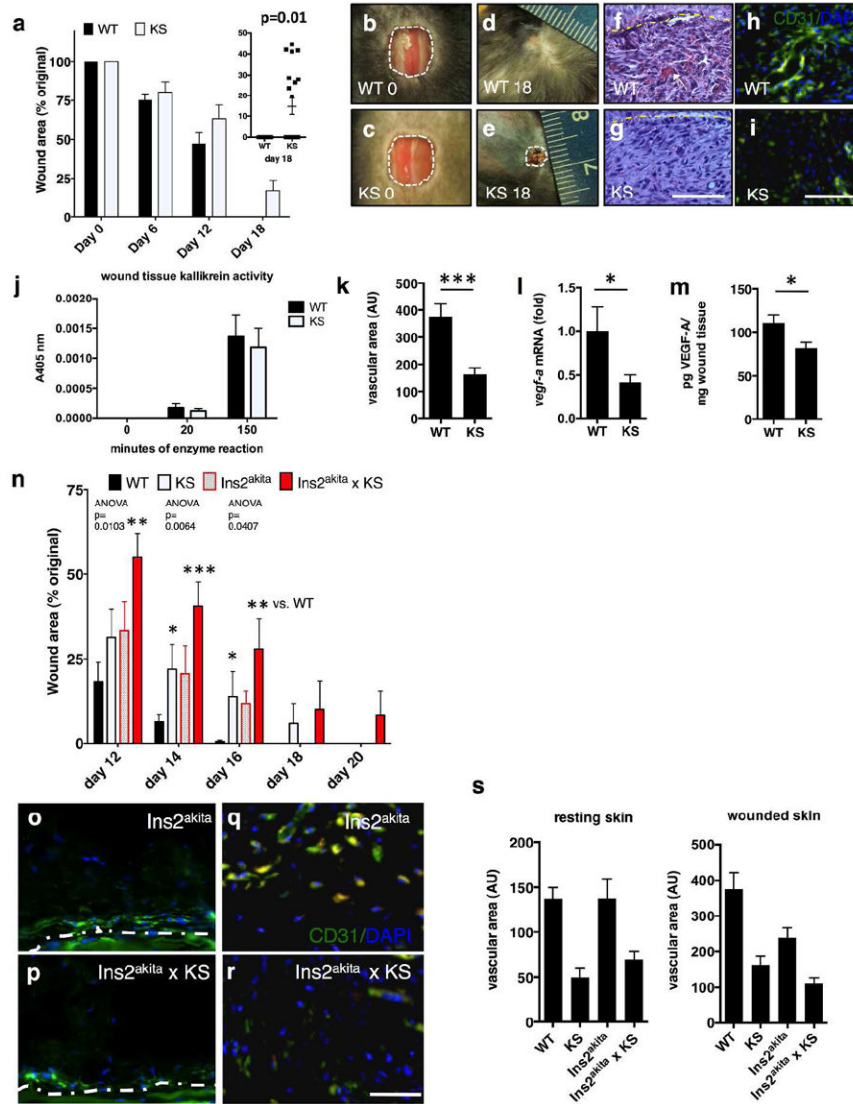 a
WT KS
Wound area (% original)
100
75
50
25
0
Day 0 Day 6 Day 12 Day 18
p=0.01
50
40
30
20
10
0
WT KS
day 18
b
WT 0
c
KS 0
d
WT 18
e
KS 18
8
7
f
WT
g
KS
h
CD31/DAPI
WT
i
KS
j
wound tissue kallikrein activity
WT
KS
A405 nm
0.0020
0.0015
0.0010
0.0005
0.0000
0 20 150
minutes of enzyme reaction
k
***
vascular area (AU)
500
400
300
200
100
0
WT KS
l
*
vegf-a mRNA (fold)
1.5
1.0
0.5
0.0
WT KS
m
*
pg VEGF-A/
mg wound tissue
150
100
50
0
WT KS
n
WT KS Ins2akita Ins2akita x KS
Wound area (% original)
75
50
25
0
ANOVA
p=
0.0103
**
ANOVA
p=
0.0064
*
***
ANOVA
p=
0.0407
*
** vs. WT
day 12 day 14 day 16 day 18 day 20
o
Ins2akita
p
Ins2akita x KS
q
Ins2akita
CD31/DAPI
r
Ins2akita x KS
s
resting skin
vascular area (AU)
200
150
100
50
0
WT KS Ins2akita Ins2akita x KS
wounded skin
vascular area (AU)
500
400
300
200
100
0
WT KS Ins2akita Ins2akita x KS